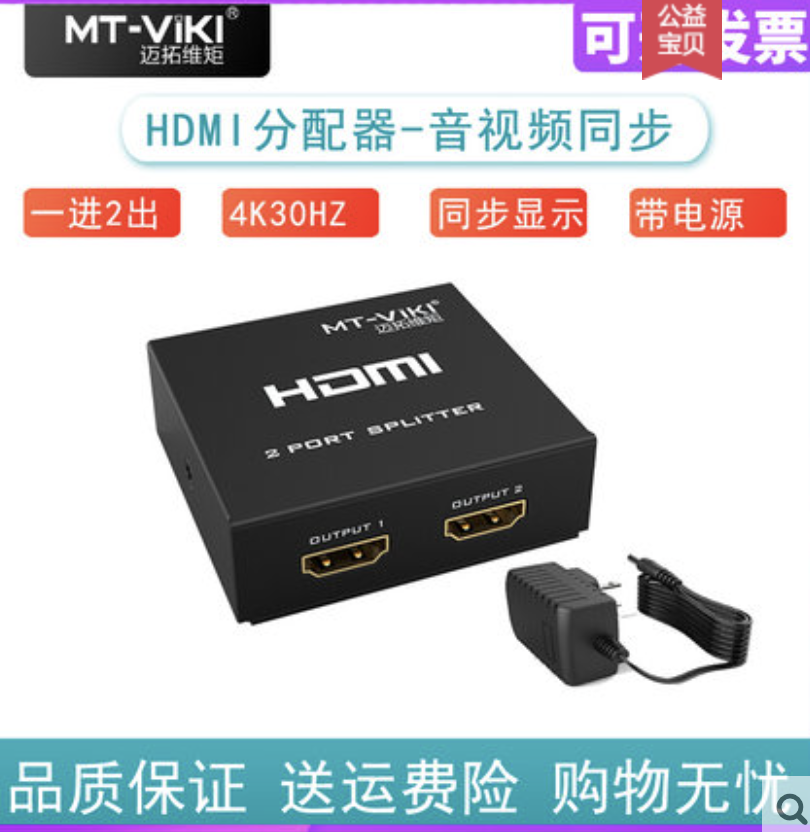 MT-ViKI®
迈拓维矩
公益
宝贝
可 发票
HDMI分配器-音视频同步
一进2出
4K30HZ
同步显示
带电源
MT-ViKI®
迈拓维矩
HDMI
2 PORT SPLITTER
OUTPUT 1
OUTPUT 2
品质保证 送运费险 购物无忧